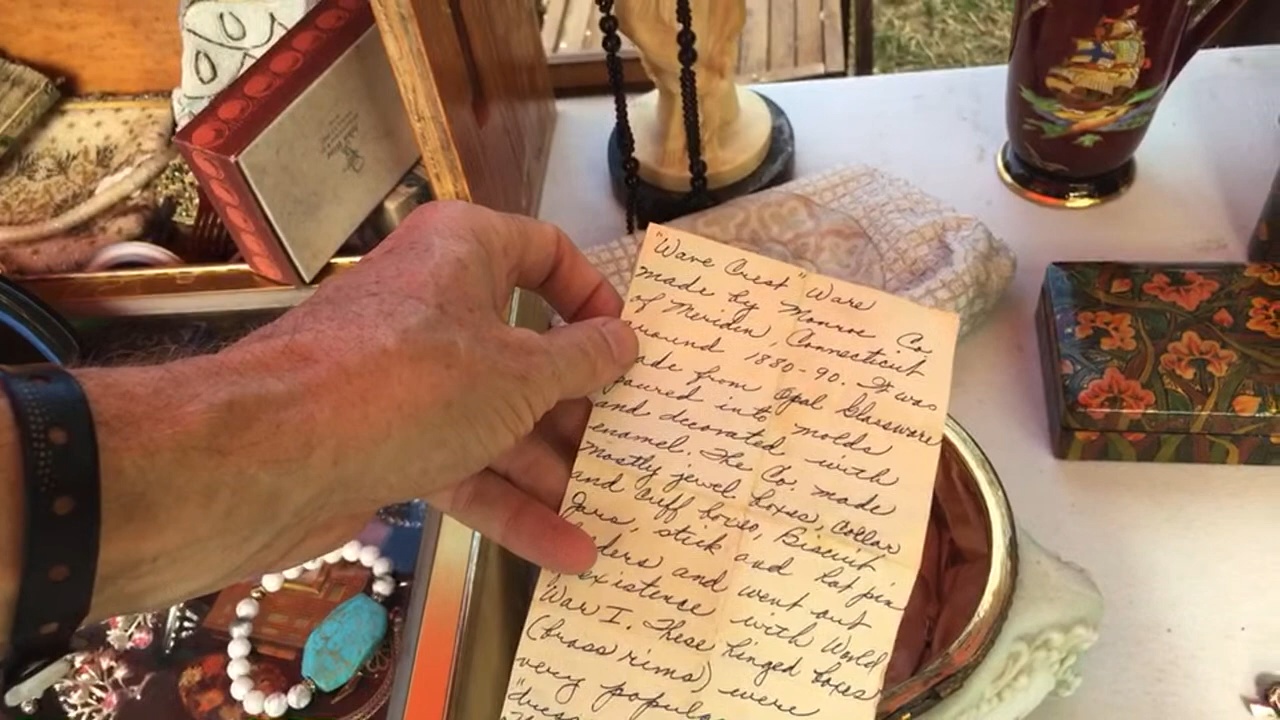 "Wave Crest" Ware
made by Monroe Co.
of Meriden, Connecticut
around 1880-90. It was
made from Opal Glassware
poured into molds
and decorated with
enamel. The Co. made
mostly jewel boxes, collar
and cuff boxes, Biscuit
Jars, stick and hat pin
holders and went out
of existence with World
War I. These hinged boxes
(brass rims) were
very popular